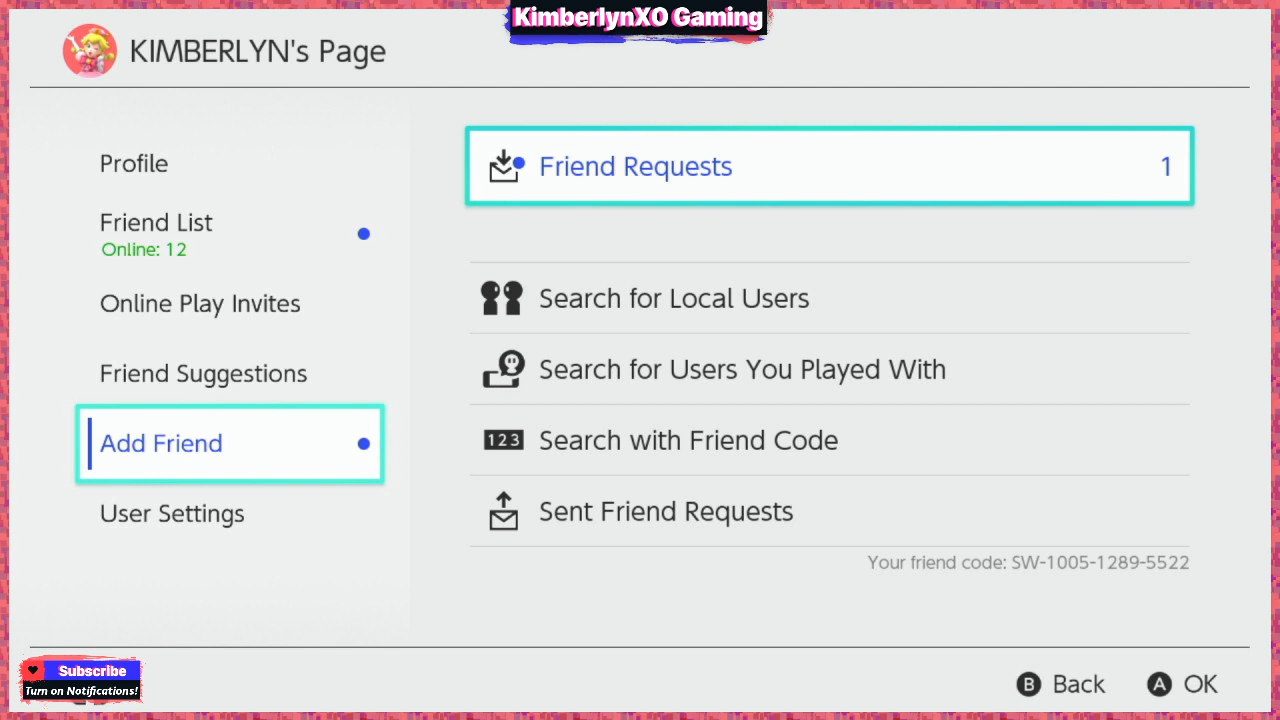 KimberlynXO Gaming
KIMBERLYN's Page
Profile
Friend List
Online: 12
Online Play Invites
Friend Suggestions
Add Friend
User Settings
Friend Requests 1
Search for Local Users
Search for Users You Played With
123 Search with Friend Code
Sent Friend Requests
Your friend code: SW-1005-1289-5522
Subscribe
Turn on Notifications!
B Back A OK